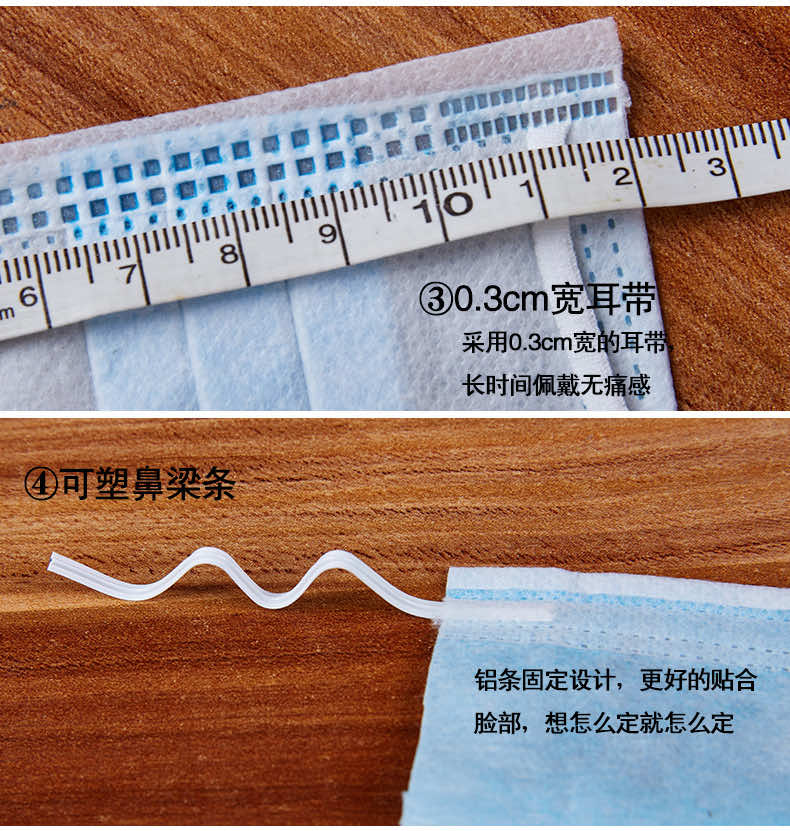 cm 6 7 8 9 10 1 2 3
③0.3cm宽耳带
采用0.3cm宽的耳带,
长时间佩戴无痛感
④可塑鼻梁条
铝条固定设计，更好的贴合
脸部，想怎么定就怎么定